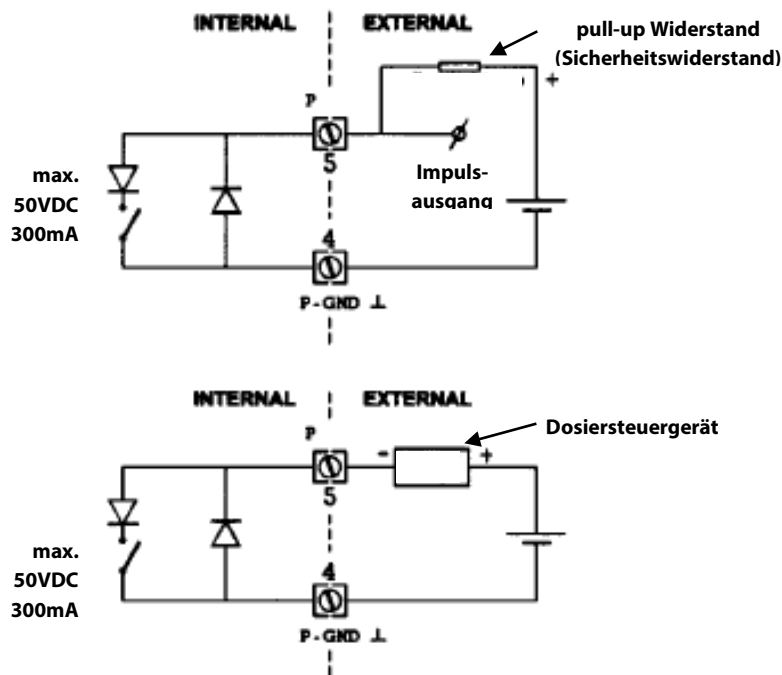 INTERNAL EXTERNAL
pull-up Widerstand
(Sicherheitswiderstand)
P
+
5
Impuls-
ausgang
max.
50VDC
300mA
4
P-GND ⊥
INTERNAL EXTERNAL
P
Dosiersteuergerät
- +
5
max.
50VDC
300mA
4
P-GND ⊥